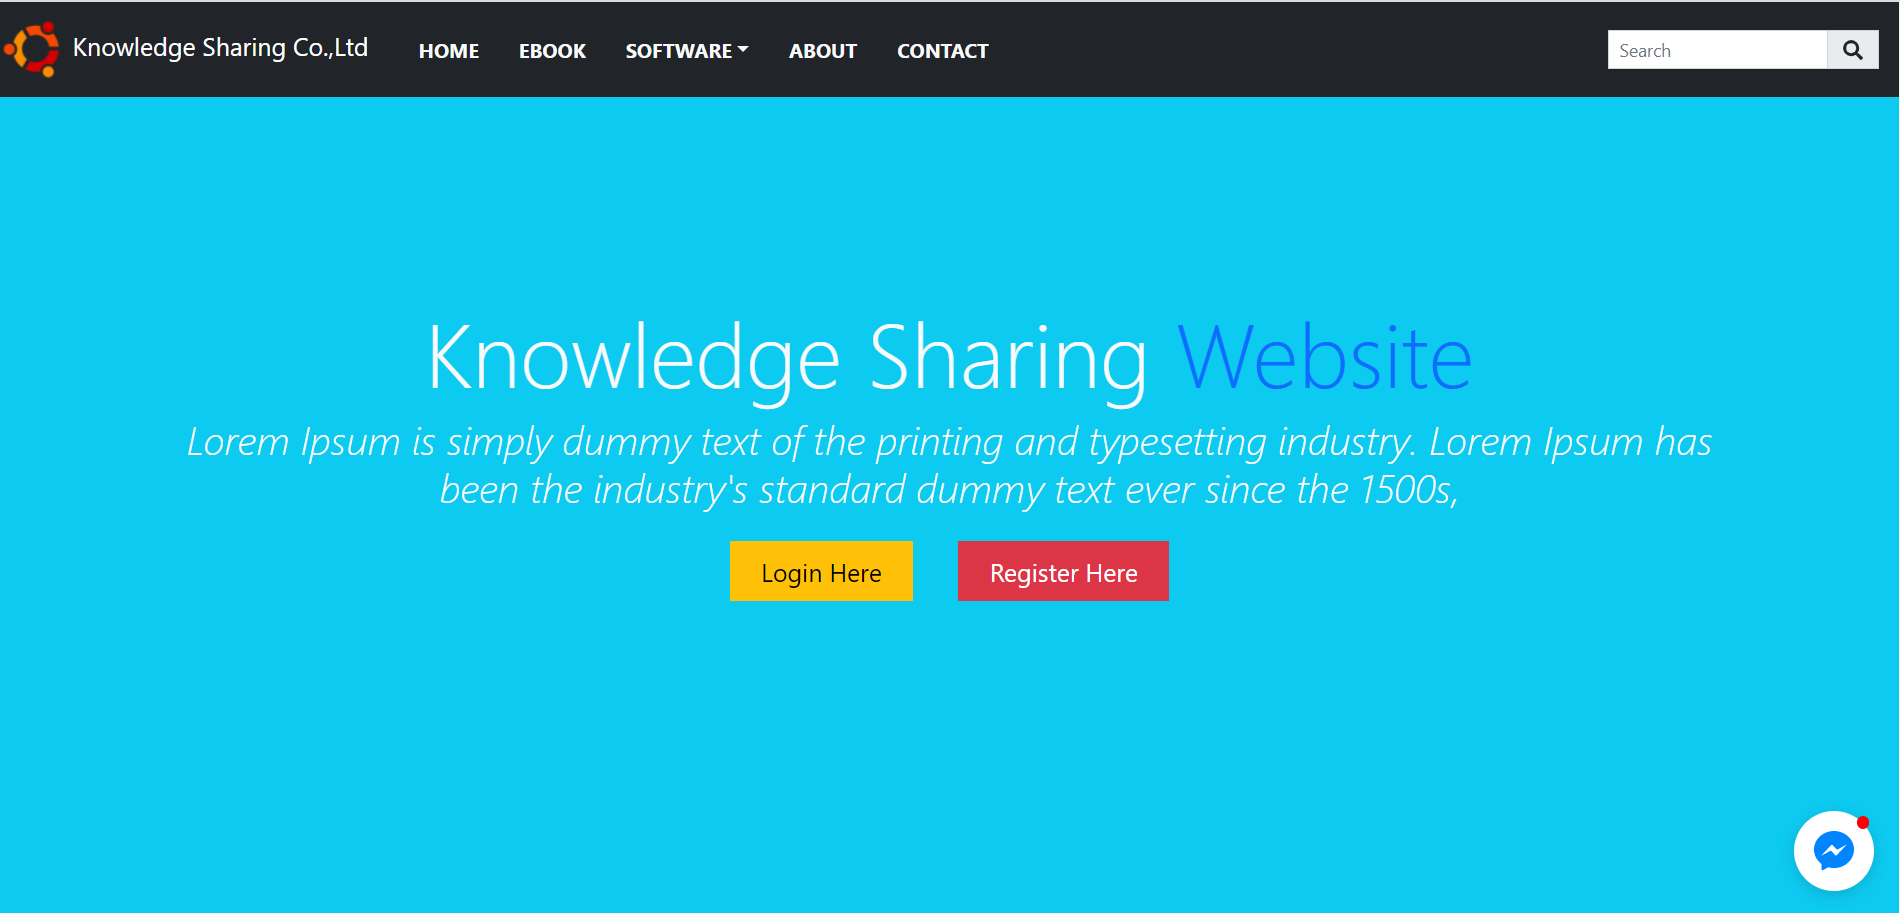 Knowledge Sharing Co.,Ltd
HOME
EBOOK
SOFTWARE
ABOUT
CONTACT
Search
Knowledge Sharing Website
Lorem Ipsum is simply dummy text of the printing and typesetting industry. Lorem Ipsum has
been the industry's standard dummy text ever since the 1500s,
Login Here
Register Here